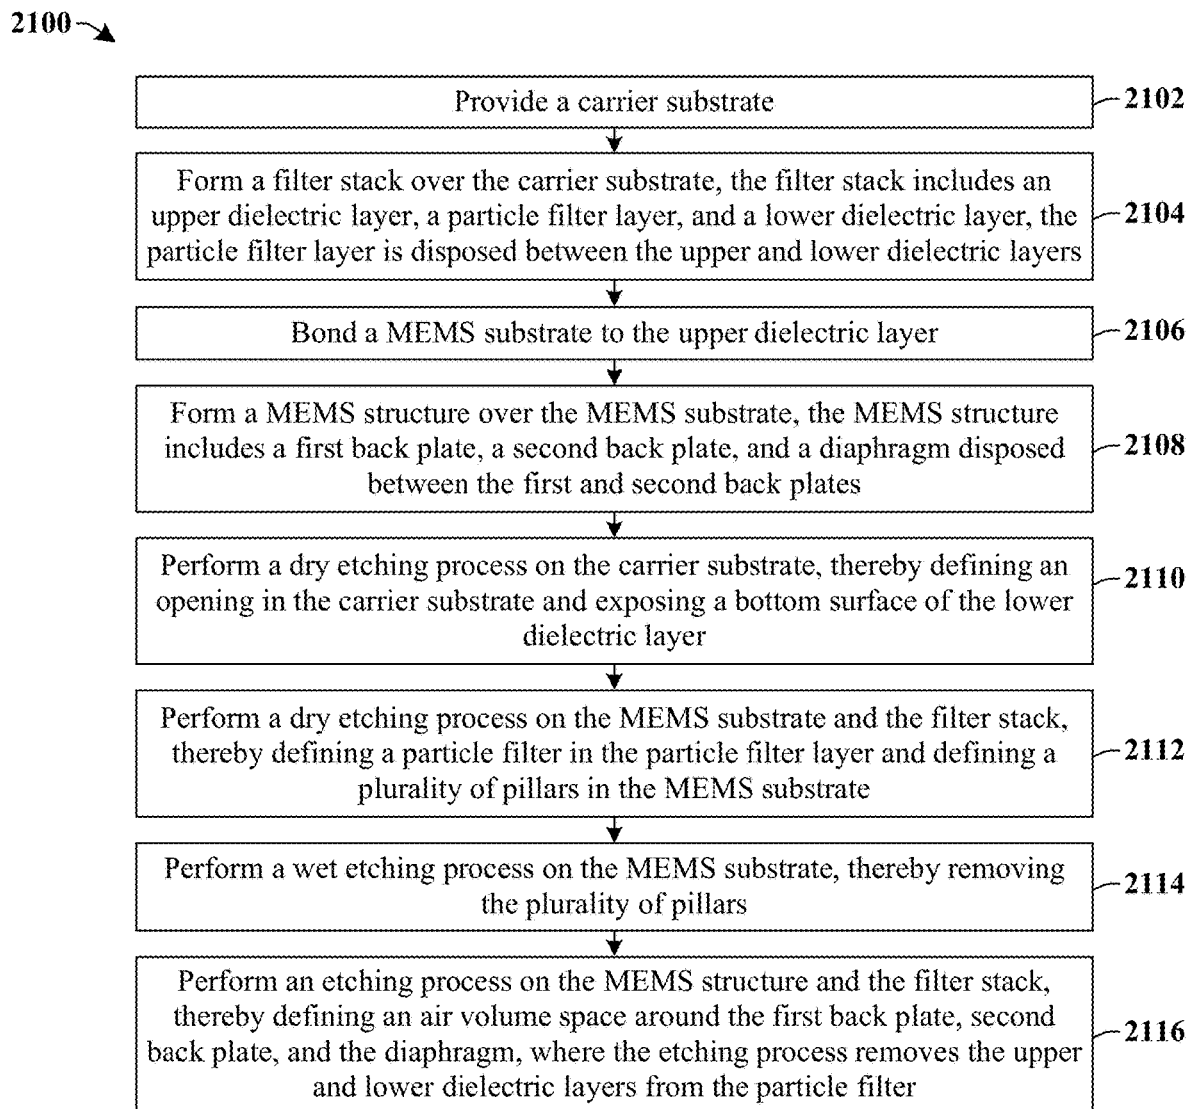 2100
Provide a carrier substrate
2102
Form a filter stack over the carrier substrate, the filter stack includes an
upper dielectric layer, a particle filter layer, and a lower dielectric layer, the
particle filter layer is disposed between the upper and lower dielectric layers
2104
Bond a MEMS substrate to the upper dielectric layer
2106
Form a MEMS structure over the MEMS substrate, the MEMS structure
includes a first back plate, a second back plate, and a diaphragm disposed
between the first and second back plates
2108
Perform a dry etching process on the carrier substrate, thereby defining an
opening in the carrier substrate and exposing a bottom surface of the lower
dielectric layer
2110
Perform a dry etching process on the MEMS substrate and the filter stack,
thereby defining a particle filter in the particle filter layer and defining a
plurality of pillars in the MEMS substrate
2112
Perform a wet etching process on the MEMS substrate, thereby removing
the plurality of pillars
2114
Perform an etching process on the MEMS structure and the filter stack,
thereby defining an air volume space around the first back plate, second
back plate, and the diaphragm, where the etching process removes the upper
and lower dielectric layers from the particle filter
2116